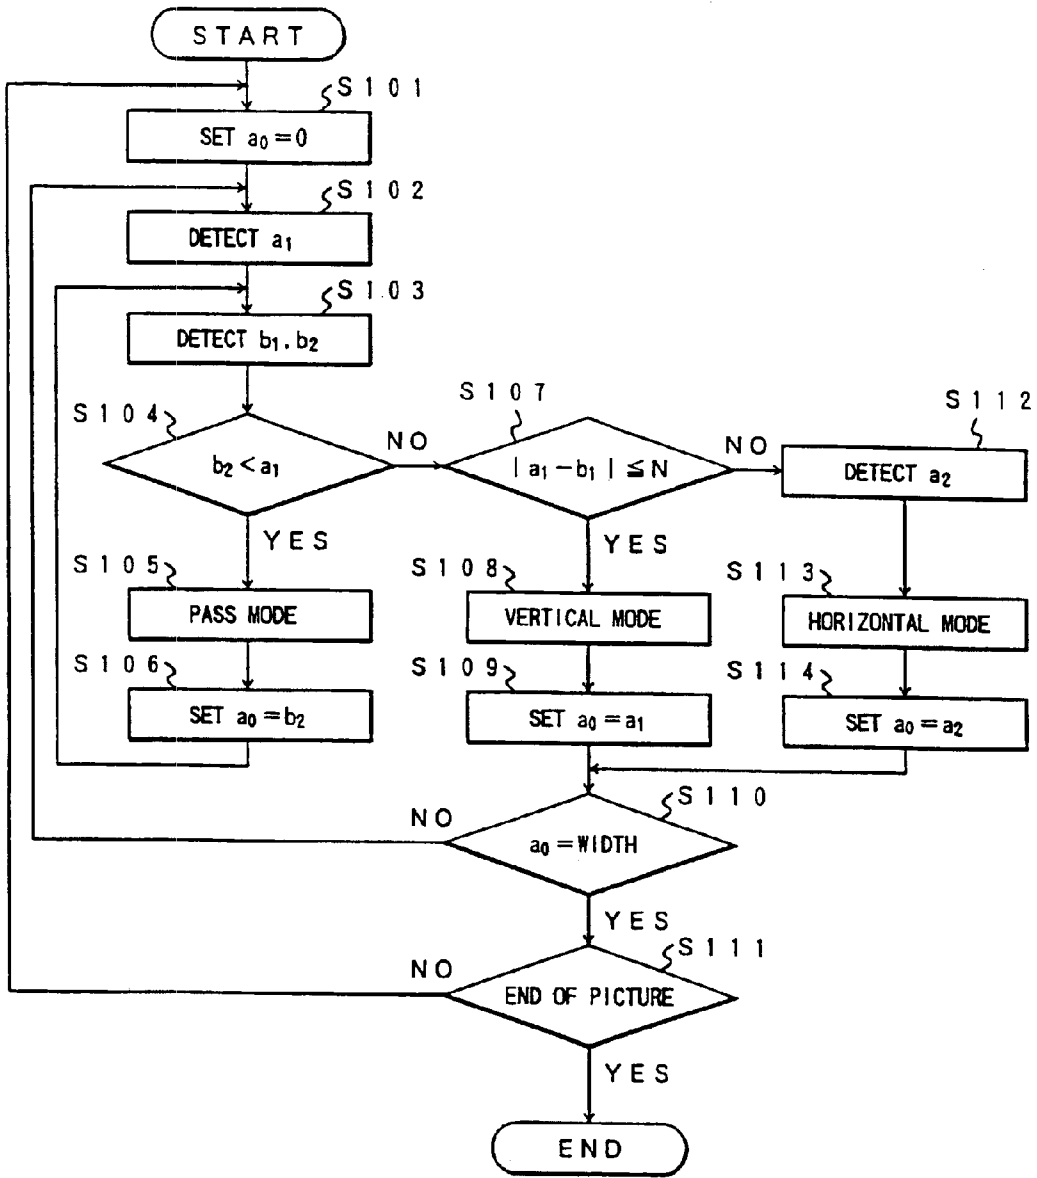 START
S101
SET a₀=0
S102
DETECT a₁
S103
DETECT b₁.b₂
S104
b₂<a₁
NO
YES
S107
|a₁-b₁|≦N
NO
YES
S112
DETECT a₂
S105
PASS MODE
S108
VERTICAL MODE
S113
HORIZONTAL MODE
S106
SET a₀=b₂
S109
SET a₀=a₁
S114
SET a₀=a₂
S110
a₀=WIDTH
NO
YES
S111
END OF PICTURE
NO
YES
END